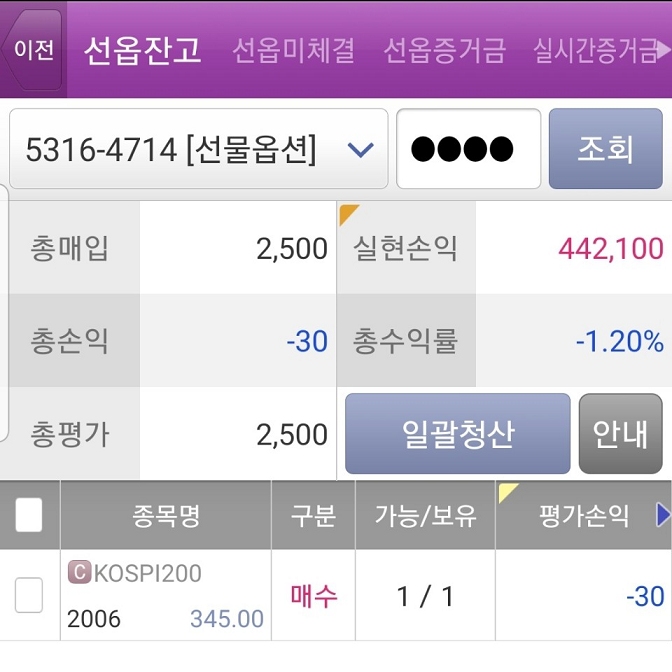 이전 선옵잔고 선옵미체결 선옵증거금 실시간증거금
5316-4714 [선물옵션] ●●●● 조회
총매입 2,500 실현손익 442,100
총손익 -30 총수익률 -1.20%
총평가 2,500 일괄청산 안내
종목명 구분 가능/보유 평가손익
C KOSPI200
2006 345.00 매수 1 / 1 -30